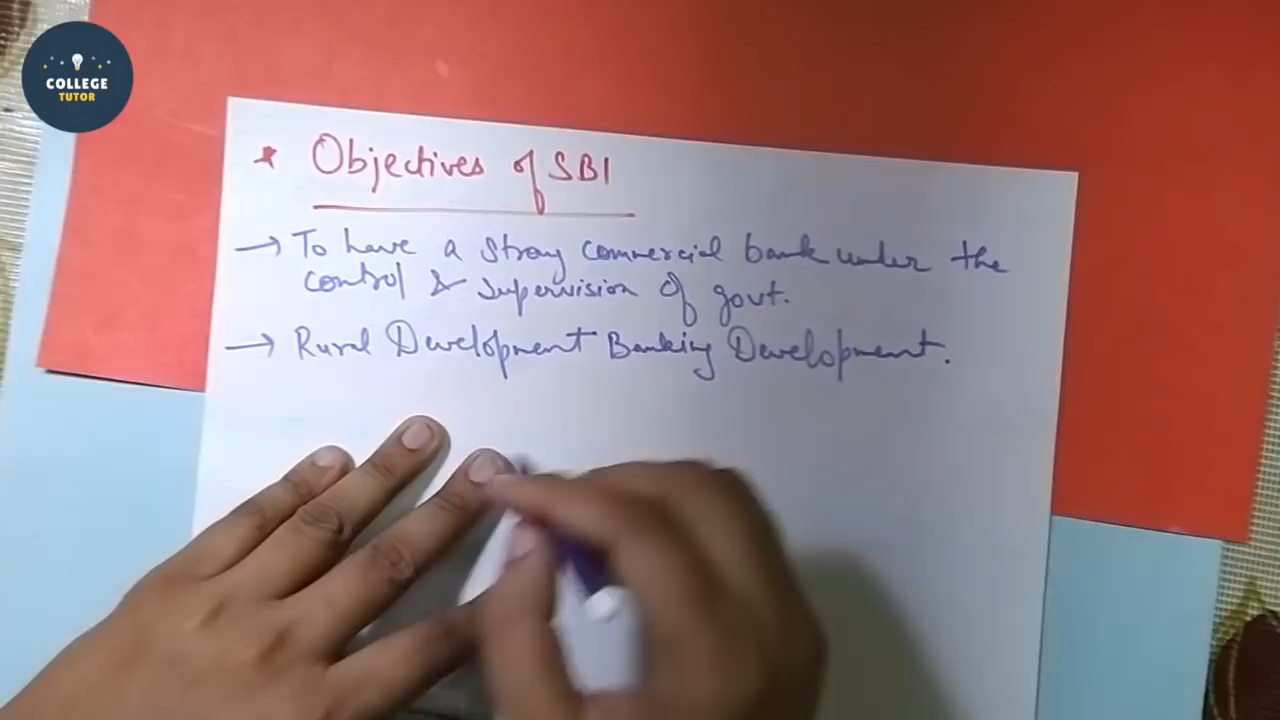 COLLEGE
TUTOR
★ Objectives of SBI
→ To have a strong commercial bank under the
control & supervision of govt.
→ Rural Development Banking Development.